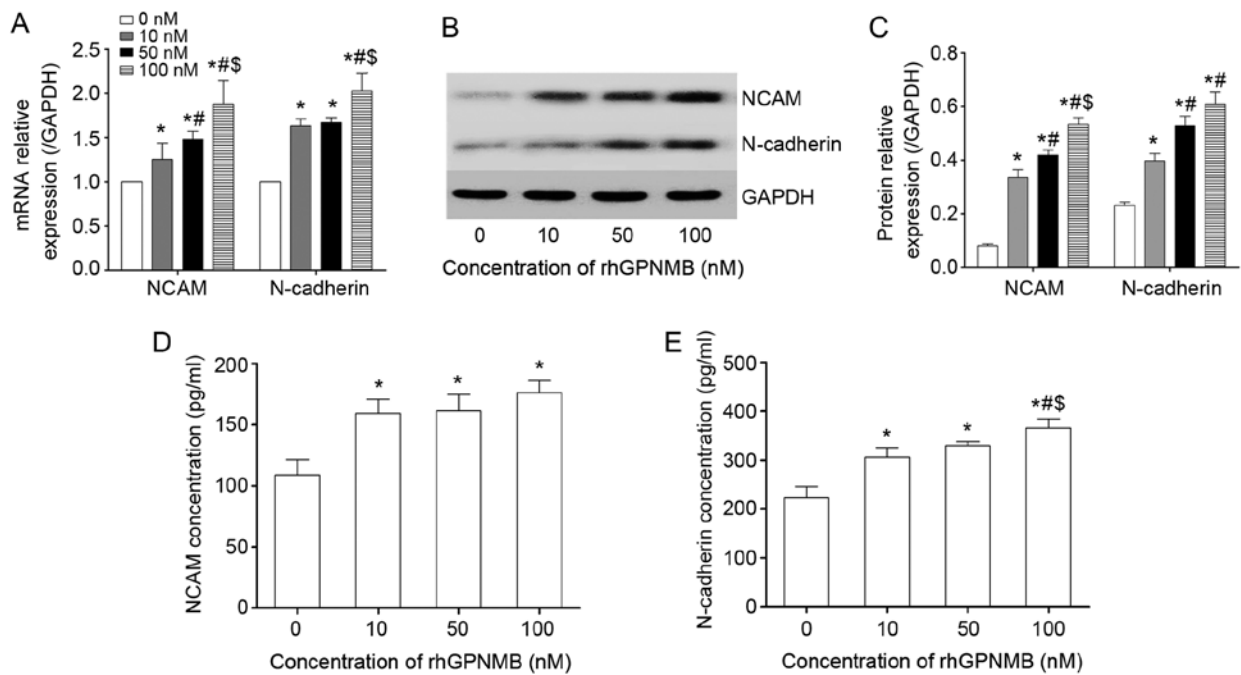 A
0 nM
10 nM
50 nM
100 nM
mRNA relative
expression (/GAPDH)
2.5
2.0
1.5
1.0
0.5
0.0
*
*#
*#$
*
*
*#$
NCAM
N-cadherin
B
NCAM
N-cadherin
GAPDH
0 10 50 100
Concentration of rhGPNMB (nM)
C
Protein relative
expression (/GAPDH)
0.8
0.6
0.4
0.2
0.0
*
*#
*#$
*
*#
*#
NCAM
N-cadherin
D
NCAM concentration (pg/ml)
200
150
100
50
0
*
*
*
0 10 50 100
Concentration of rhGPNMB (nM)
E
N-cadherin concentration (pg/ml)
500
400
300
200
100
0
*
*
*#$
0 10 50 100
Concentration of rhGPNMB (nM)